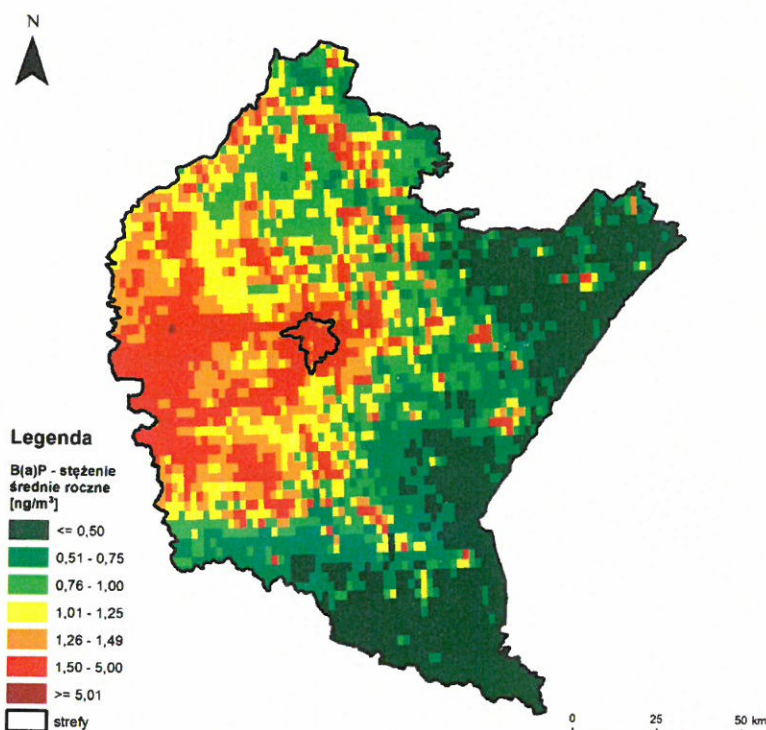 N
Legenda
B(a)P - stężenie
średnie roczne
[ng/m³]
<= 0,50
0,51 - 0,75
0,76 - 1,00
1,01 - 1,25
1,26 - 1,49
1,50 - 5,00
>= 5,01
strefy
0 25 50 km